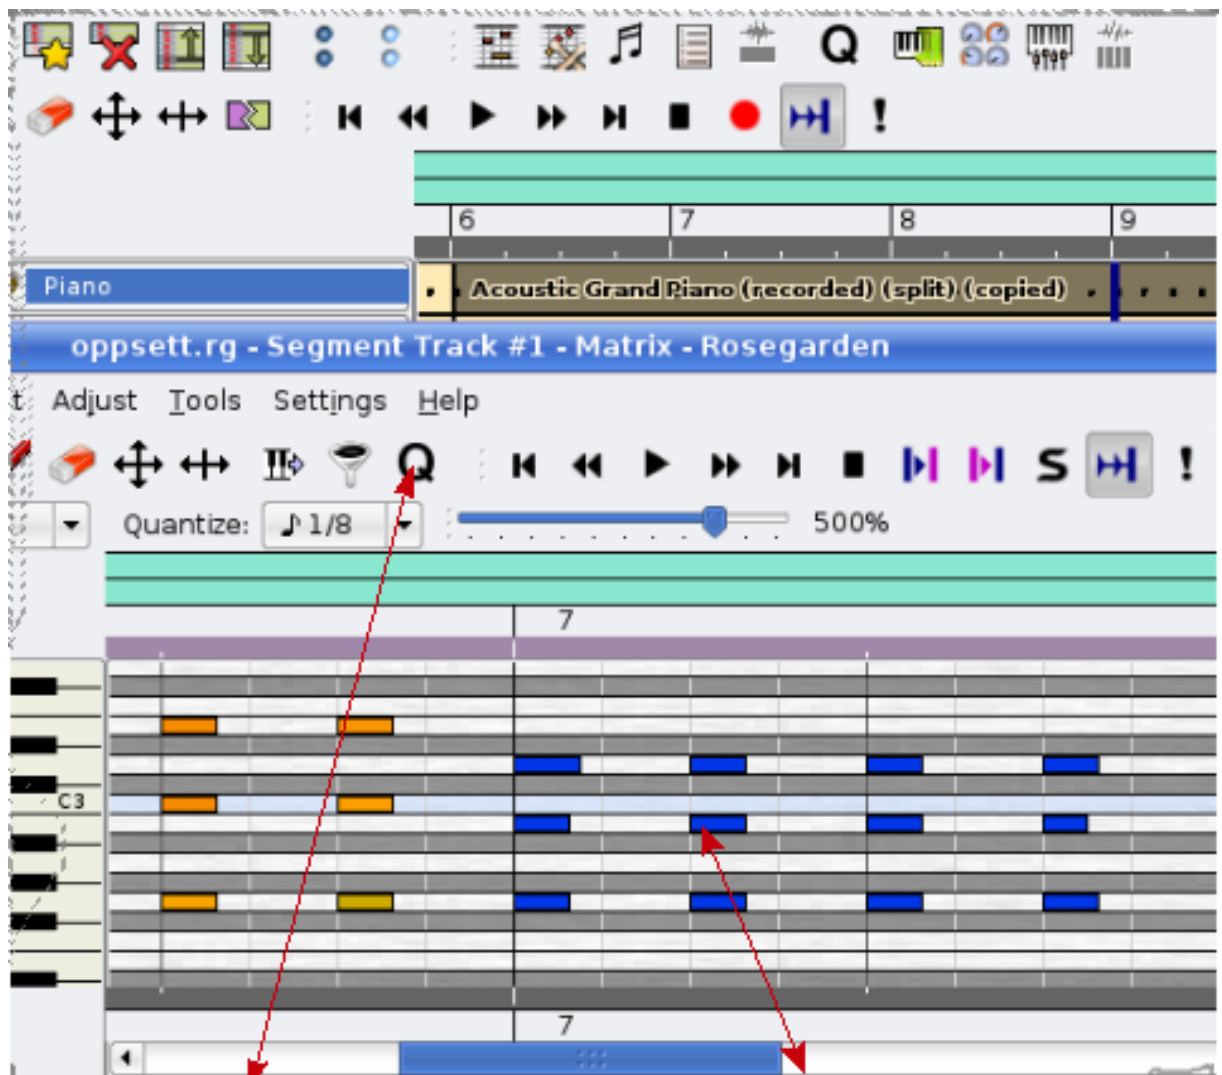 Q
!
6 7 8 9
Piano
Acoustic Grand Piano (recorded) (split) (copied)
oppsett.rg - Segment Track #1 - Matrix - Rosegarden
t Adjust Tools Settings Help
Q S !
Quantize: 1/8 500%
7
C3
7